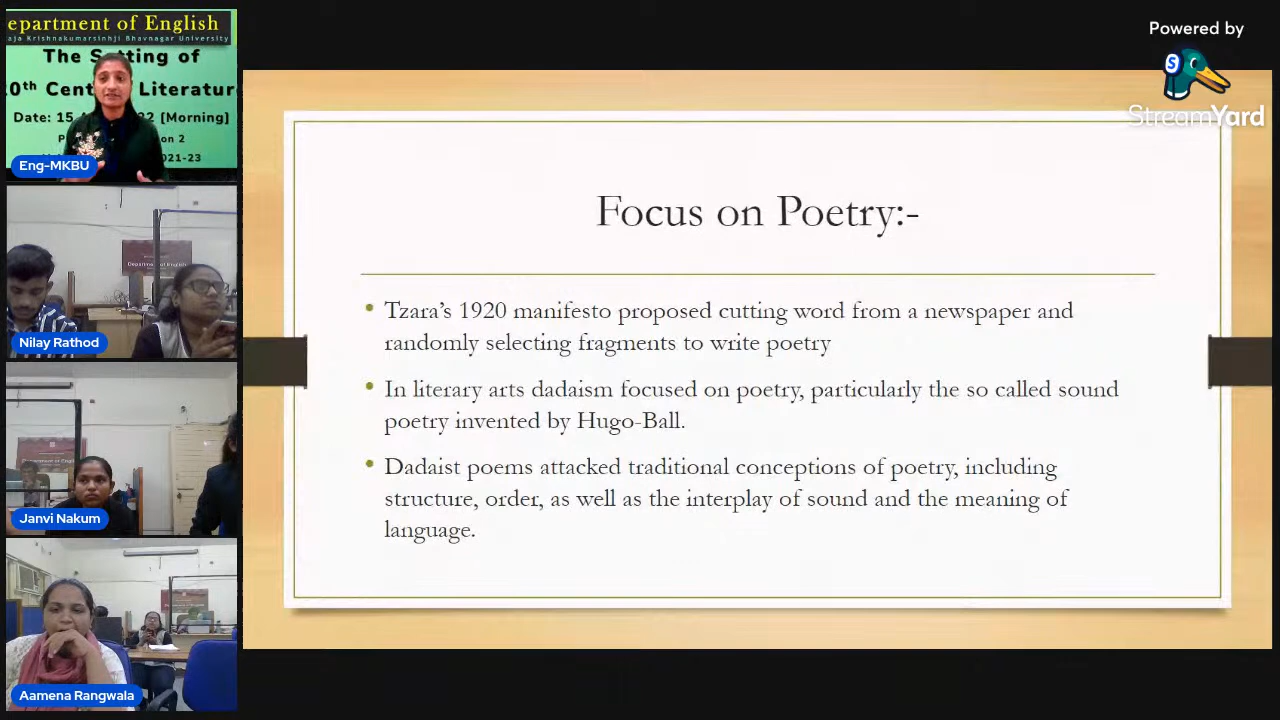 epartment of English
aja Krishnakumarsinhji Bhavnagar University
The Setting of
Literature
Date: 15
22 [Morning]
on 2
021-23
Eng-MKBU
Department of English
Nilay Rathod
Janvi Nakum
Aamena Rangwala
Powered by
S
StreamYard
Focus on Poetry:-
• Tzara's 1920 manifesto proposed cutting word from a newspaper and
randomly selecting fragments to write poetry
• In literary arts dadaism focused on poetry, particularly the so called sound
poetry invented by Hugo-Ball.
• Dadaist poems attacked traditional conceptions of poetry, including
structure, order, as well as the interplay of sound and the meaning of
language.